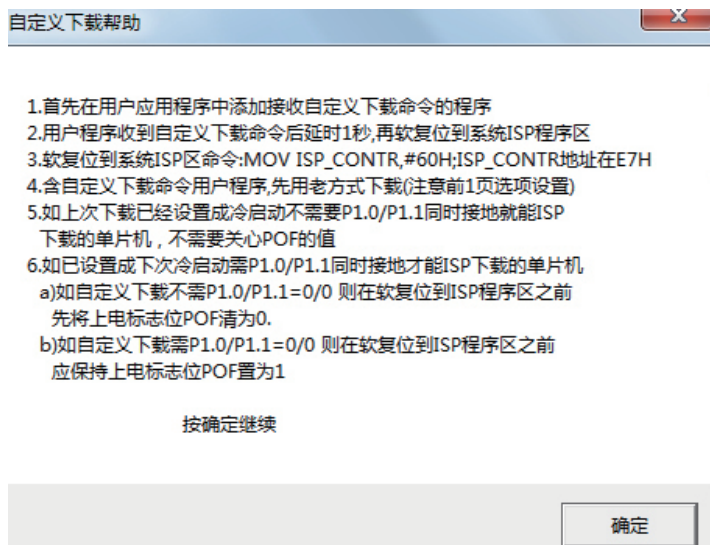 自定义下载帮助
X
1.首先在用户应用程序中添加接收自定义下载命令的程序
2.用户程序收到自定义下载命令后延时1秒,再软复位到系统ISP程序区
3.软复位到系统ISP区命令:MOV ISP_CONTR,#60H;ISP_CONTR地址在E7H
4.含自定义下载命令用户程序,先用老方式下载(注意前1页选项设置)
5.如上次下载已经设置成冷启动不需要P1.0/P1.1同时接地就能ISP
下载的单片机，不需要关心POF的值
6.如已设置成下次冷启动需P1.0/P1.1同时接地才能ISP下载的单片机
a)如自定义下载不需P1.0/P1.1=0/0 则在软复位到ISP程序区之前
先将上电标志位POF清为0.
b)如自定义下载需P1.0/P1.1=0/0 则在软复位到ISP程序区之前
应保持上电标志位POF置为1
按确定继续
确定